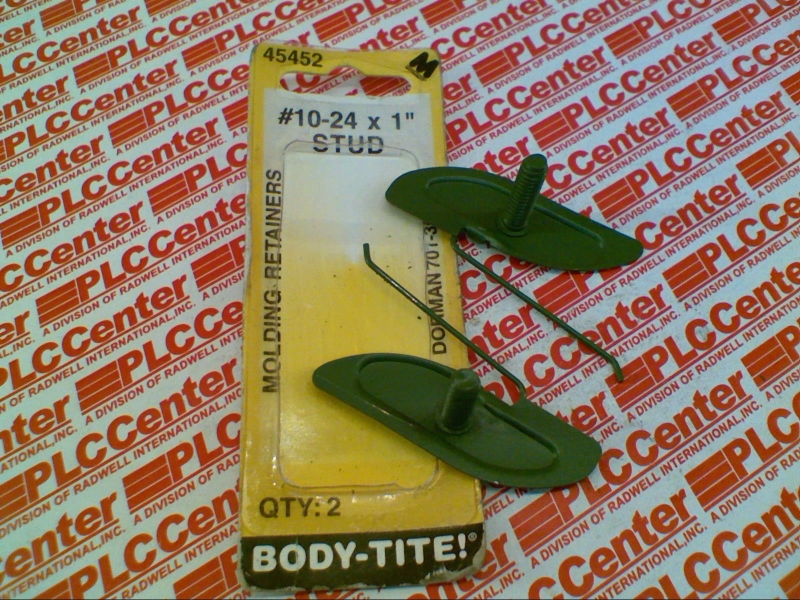 45452
M
#10-24 x 1"
STUD
MOLDING RETAINERS
DORMAN 701-3
QTY: 2
BODY-TITE!®
PLCCenter
A DIVISION OF RADWELL INTERNATIONAL, INC.